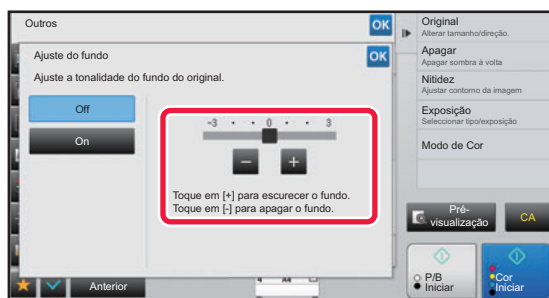 Outros
OK
Ajuste do fundo
OK
Ajuste a tonalidade do fundo do original.
Off
On
-3 • • 0 • • 3
−
+
Toque em [+] para escurecer o fundo.
Toque em [-] para apagar o fundo.
Anterior
A4
Original
Alterar tamanho/direção.
Apagar
Apagar sombra à volta
Nitidez
Ajustar contorno da imagem
Exposição
Seleccionar tipo/exposição
Modo de Cor
Pré-
visualização
CA
P/B
Iniciar
Cor
Iniciar